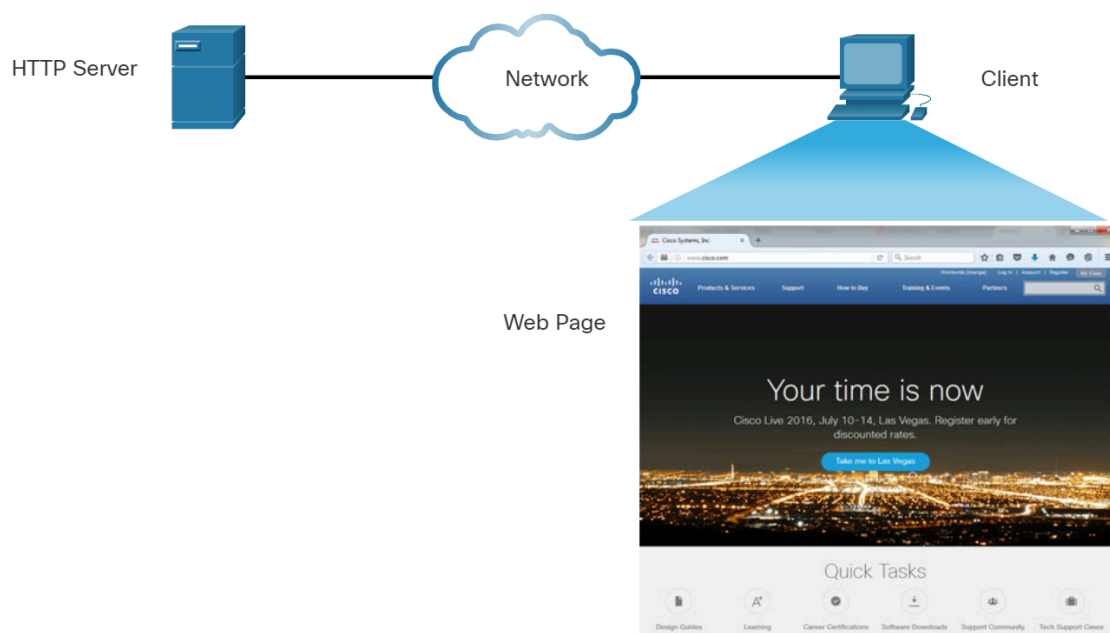 HTTP Server
Network
Client
Cisco Systems, Inc
www.cisco.com
Search
Worldwide (change) Log In | Account | Register My Cisco
CISCO
Products & Services Support How to Buy Training & Events Partners
Web Page
Your time is now
Cisco Live 2016, July 10-14, Las Vegas. Register early for
discounted rates.
Take me to Las Vegas
Quick Tasks
Design Guides Learning Career Certifications Software Downloads Support Community Tech Support Cases